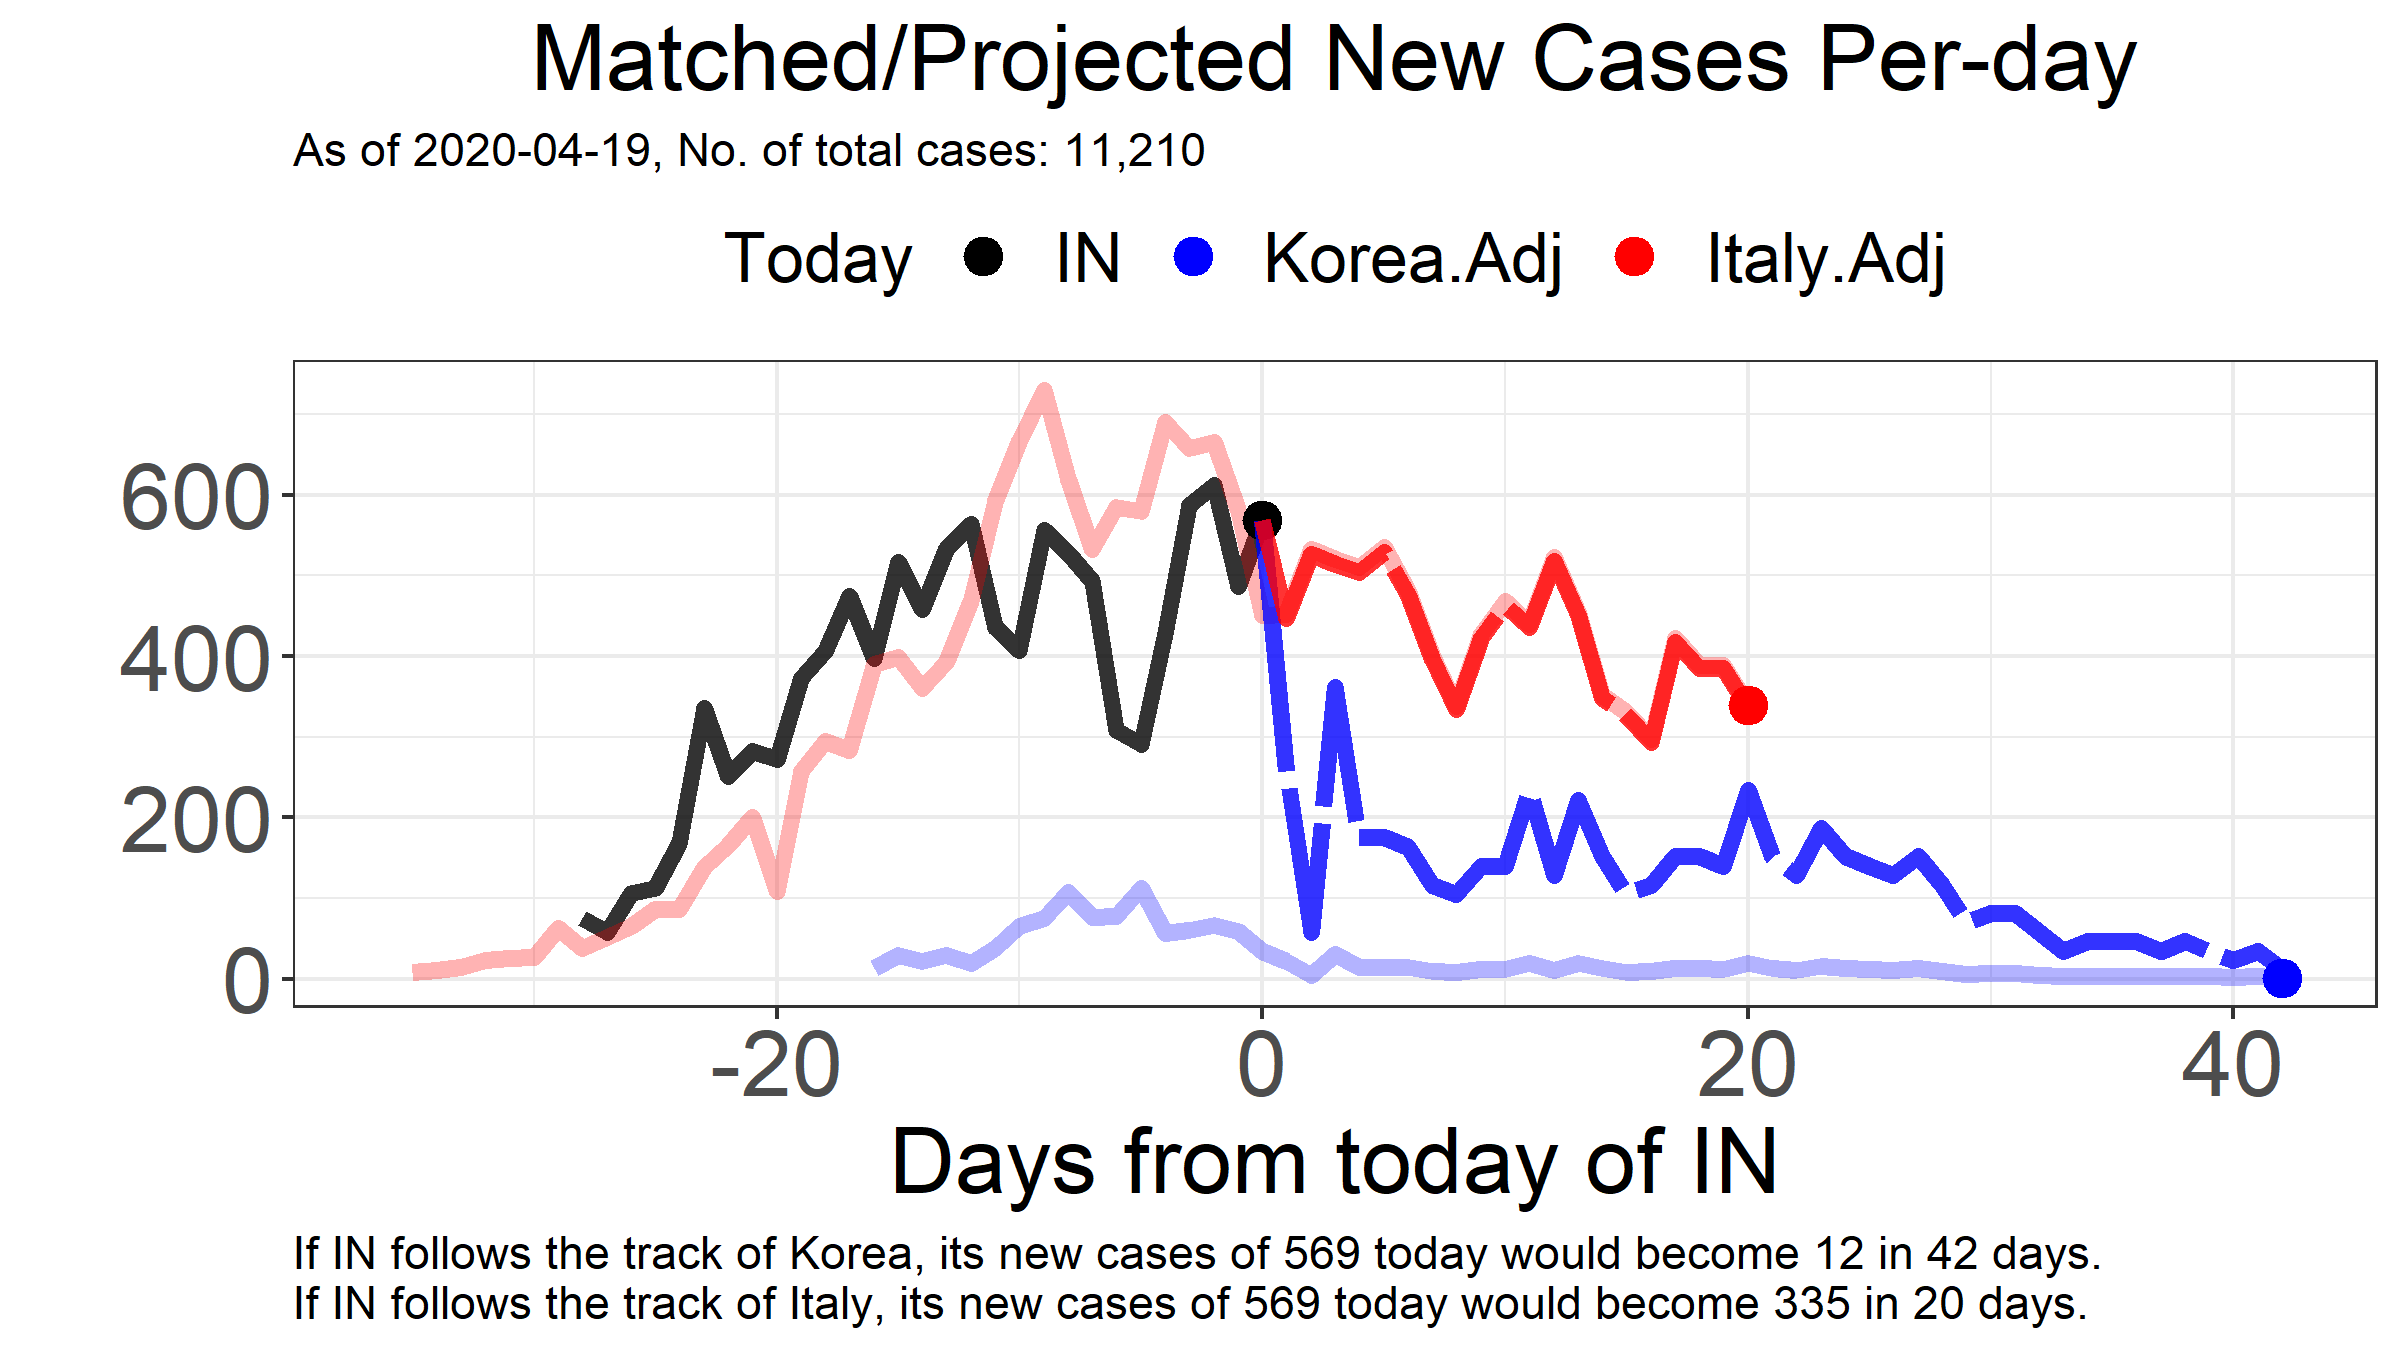 Matched/Projected New Cases Per-day
As of 2020-04-19, No. of total cases: 11,210
Today IN Korea.Adj Italy.Adj
600
400
200
0
-20 0 20 40
Days from today of IN
If IN follows the track of Korea, its new cases of 569 today would become 12 in 42 days.
If IN follows the track of Italy, its new cases of 569 today would become 335 in 20 days.